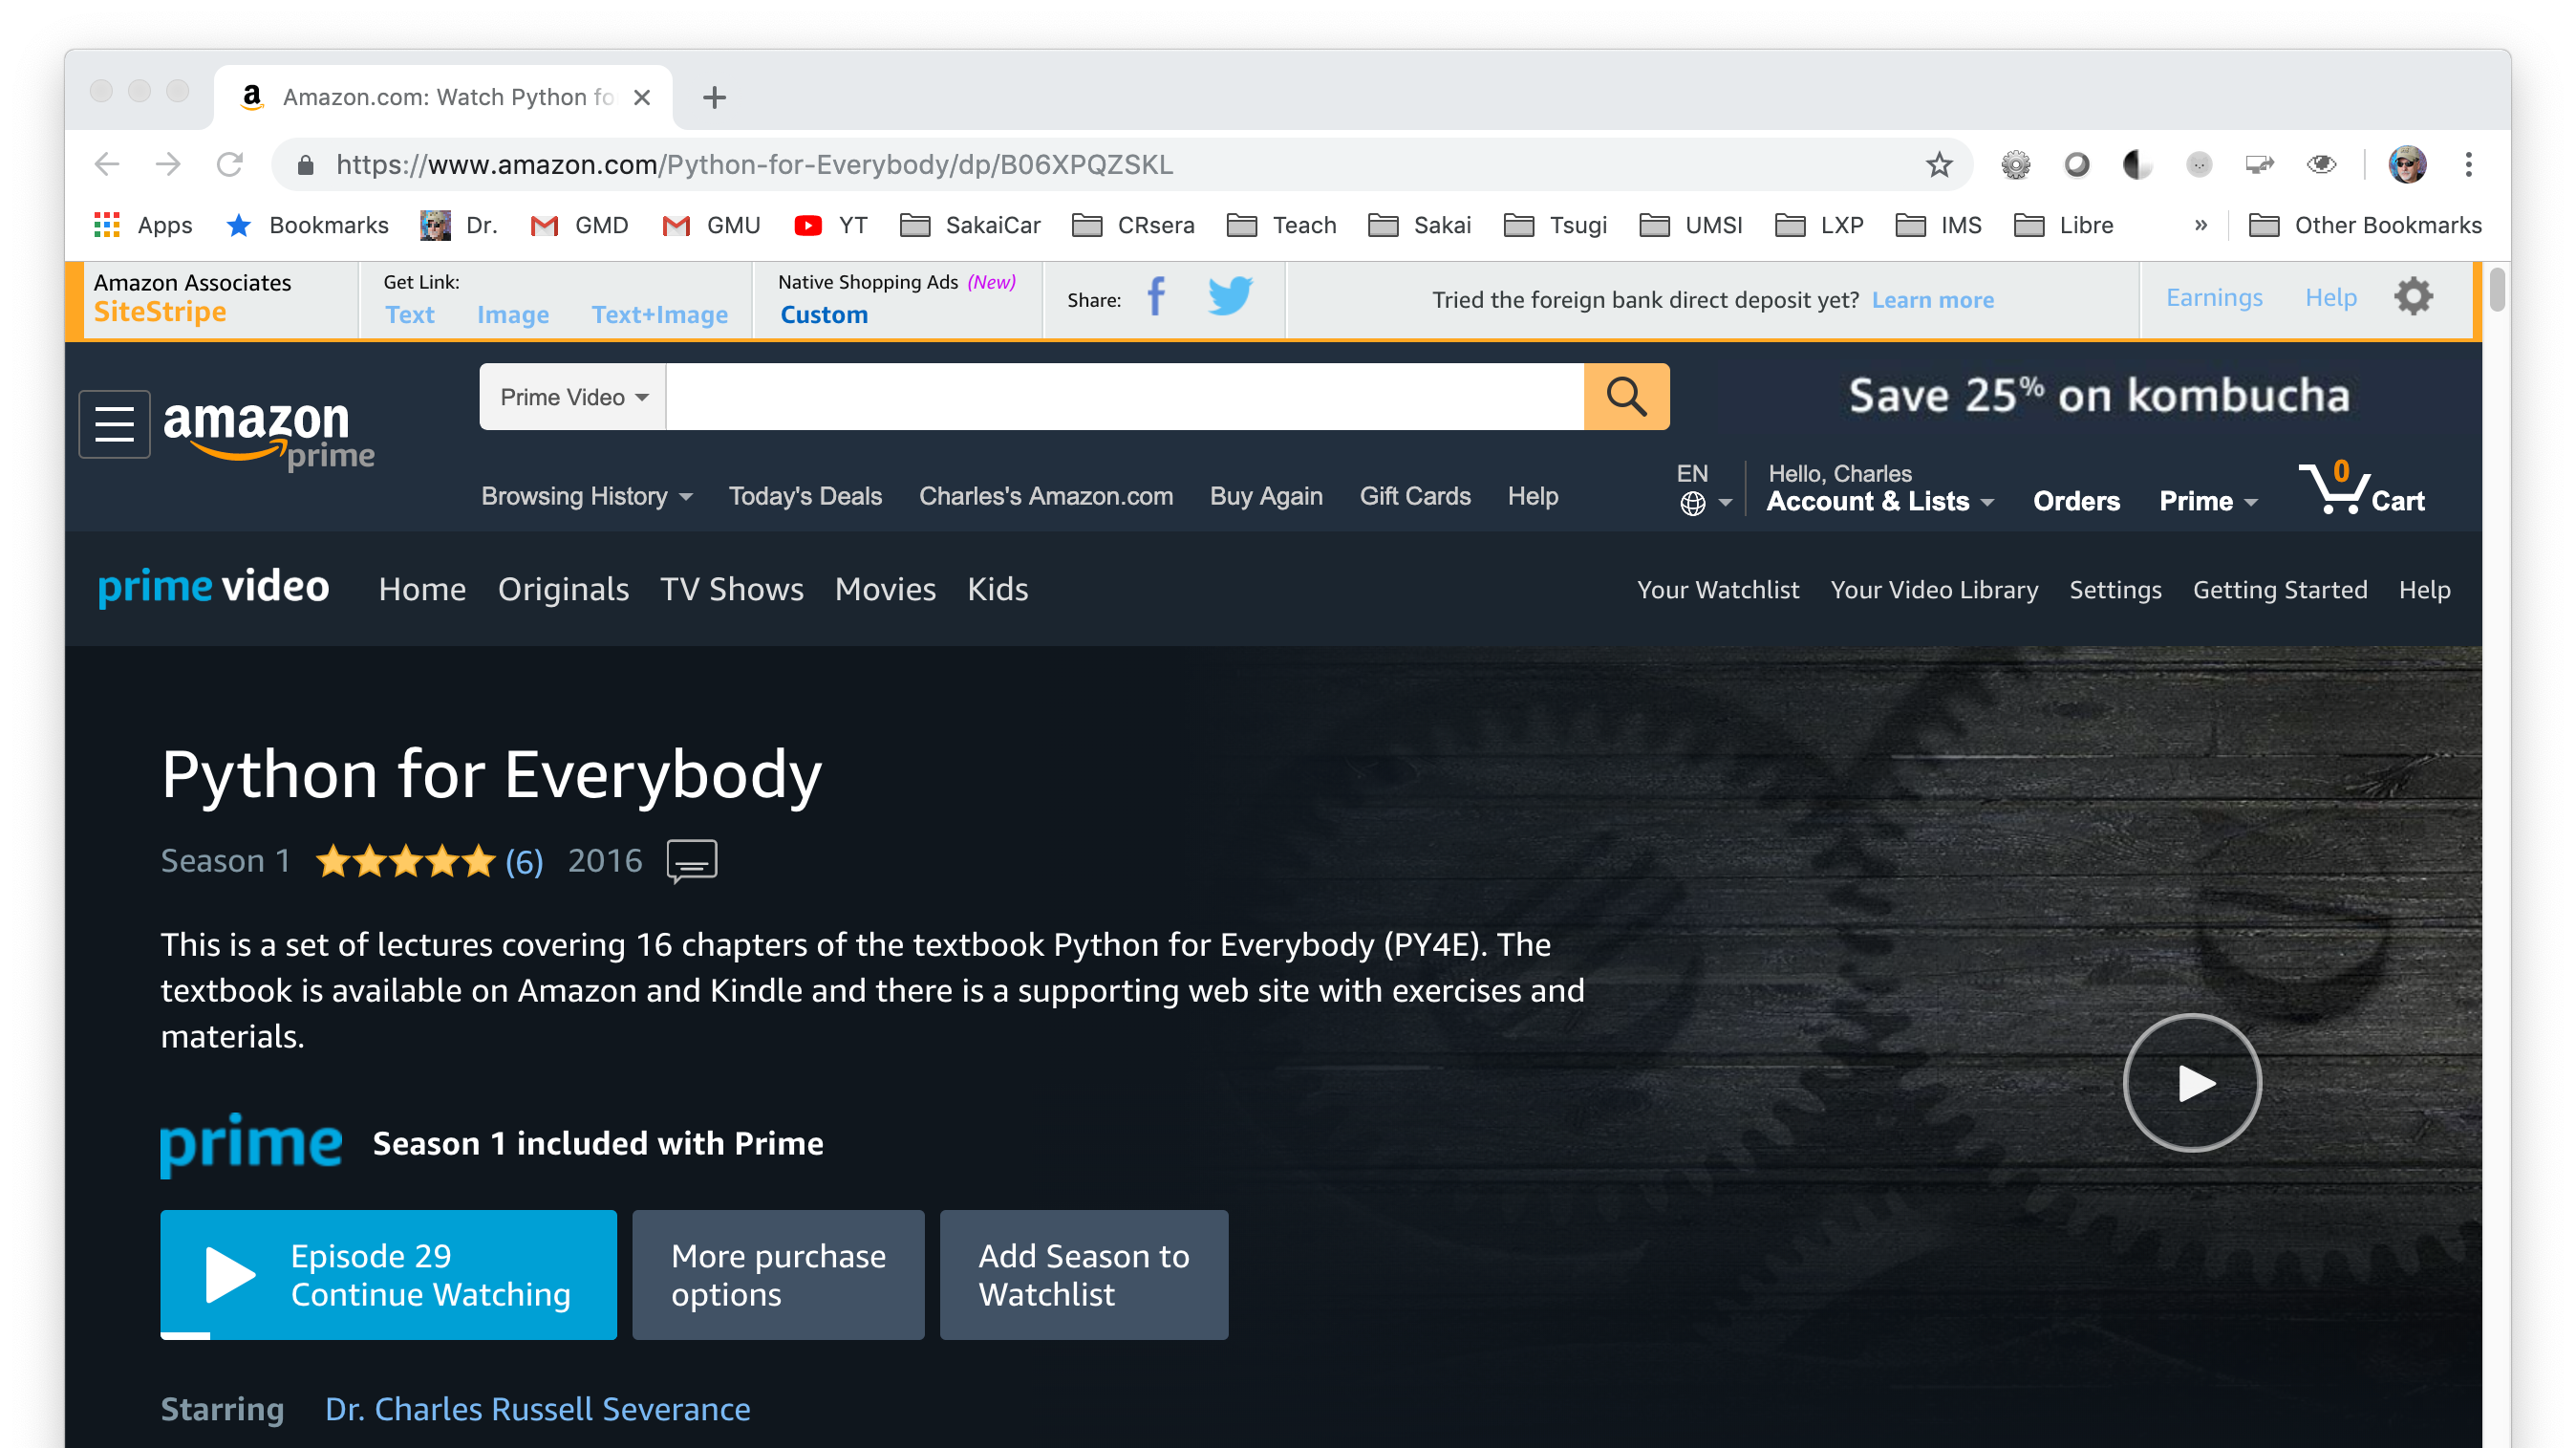 Amazon.com: Watch Python fo
https://www.amazon.com/Python-for-Everybody/dp/B06XPQZSKL
Apps Bookmarks Dr. GMD GMU YT SakaiCar CRsera Teach Sakai Tsugi UMSI LXP IMS Libre » Other Bookmarks
Amazon Associates
SiteStripe
Get Link:
Text Image Text+Image
Native Shopping Ads (New)
Custom
Share:
Tried the foreign bank direct deposit yet? Learn more
Earnings Help
amazon prime
Prime Video
Save 25% on kombucha
Browsing History Today's Deals Charles's Amazon.com Buy Again Gift Cards Help
EN
Hello, Charles
Account & Lists
Orders
Prime
0
Cart
prime video Home Originals TV Shows Movies Kids
Your Watchlist Your Video Library Settings Getting Started Help
Python for Everybody
Season 1 (6) 2016
This is a set of lectures covering 16 chapters of the textbook Python for Everybody (PY4E). The
textbook is available on Amazon and Kindle and there is a supporting web site with exercises and
materials.
prime Season 1 included with Prime
Episode 29
Continue Watching
More purchase
options
Add Season to
Watchlist
Starring Dr. Charles Russell Severance